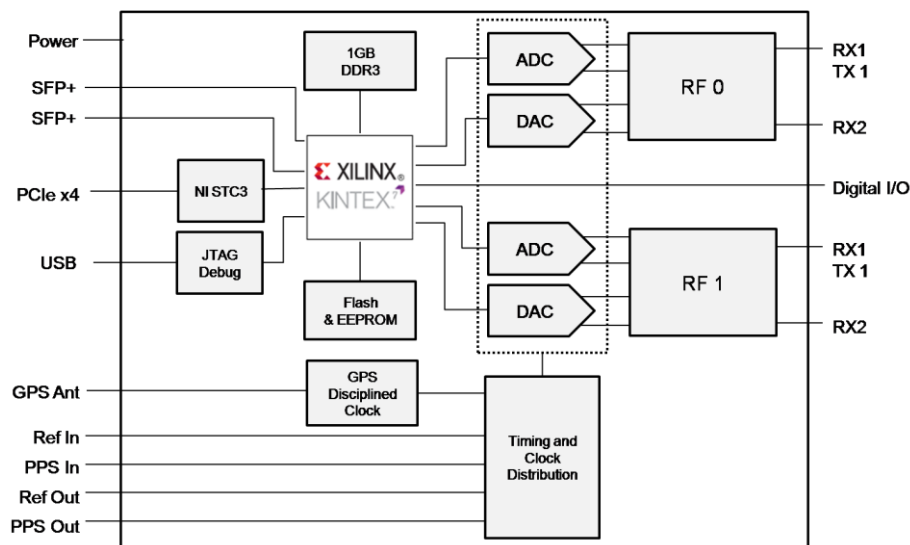 Power
SFP+
SFP+
PCIe x4
USB
GPS Ant
Ref In
PPS In
Ref Out
PPS Out
1GB
DDR3
NI STC3
JTAG
Debug
XILINX®
KINTEX7
Flash
& EEPROM
GPS
Disciplined
Clock
ADC
DAC
ADC
DAC
Timing and
Clock
Distribution
RF 0
RF 1
RX1
TX 1
RX2
Digital I/O
RX1
TX 1
RX2